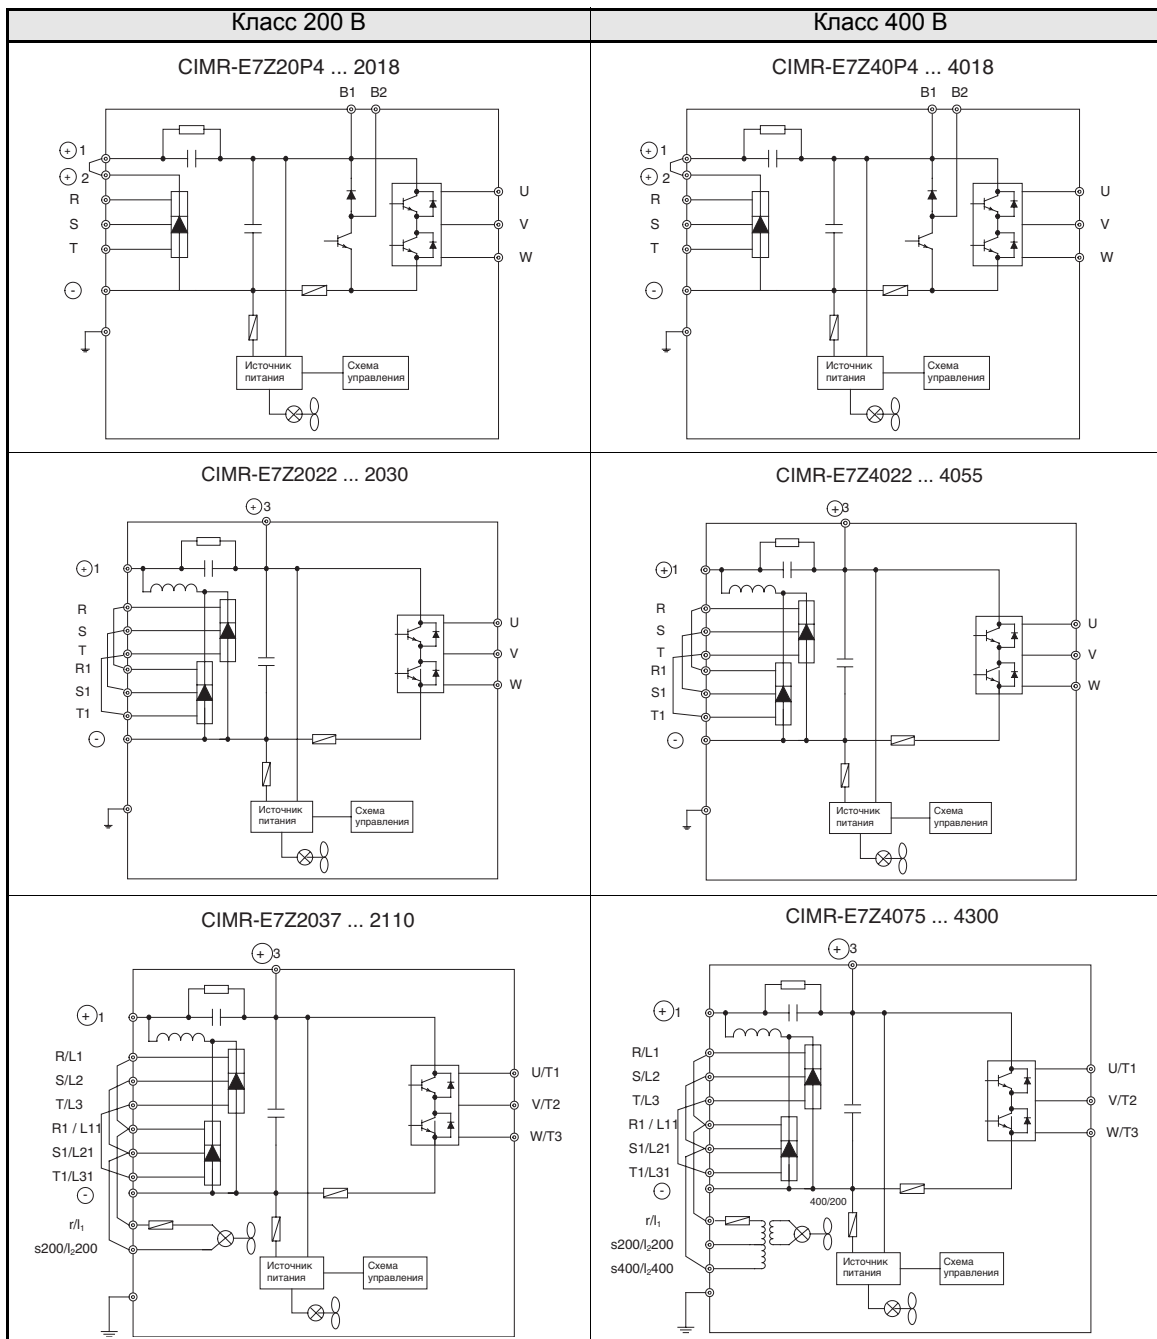 Класс 200 В
Класс 400 В
CIMR-E7Z20P4 ... 2018
B1 B2
+ 1
+ 2
R
S
T
-
U
V
W
Источник
питания
Схема
управления
CIMR-E7Z40P4 ... 4018
B1 B2
+ 1
+ 2
R
S
T
-
U
V
W
Источник
питания
Схема
управления
CIMR-E7Z2022 ... 2030
+ 3
+ 1
R
S
T
R1
S1
T1
-
U
V
W
Источник
питания
Схема
управления
CIMR-E7Z4022 ... 4055
+ 3
+ 1
R
S
T
R1
S1
T1
-
U
V
W
Источник
питания
Схема
управления
CIMR-E7Z2037 ... 2110
+ 3
+ 1
R/L1
S/L2
T/L3
R1 / L11
S1/L21
T1/L31
-
r/l₁
s200/l₂200
U/T1
V/T2
W/T3
Источник
питания
Схема
управления
CIMR-E7Z4075 ... 4300
+ 3
+ 1
R/L1
S/L2
T/L3
R1 / L11
S1/L21
T1/L31
-
400/200
r/l₁
s200/l₂200
s400/l₂400
U/T1
V/T2
W/T3
Источник
питания
Схема
управления